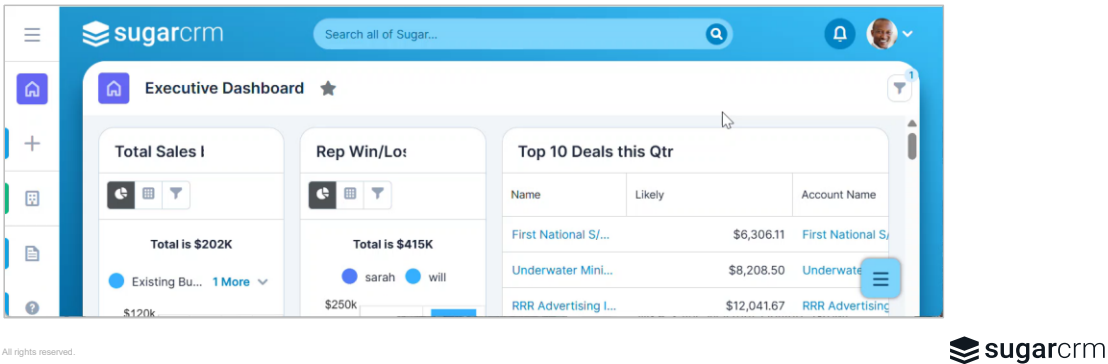 sugarcrm
Search all of Sugar...
Executive Dashboard
1
Total Sales
Rep Win/Los
Top 10 Deals this Qtr
Name Likely Account Name
Total is $202K
Total is $415K
First National S/... $6,306.11 First National S/
Existing Bu... 1 More
sarah will
Underwater Mini... $8,208.50 Underwate
$120k
$250k
RRR Advertising I... $12,041.67 RRR Advertising
All rights reserved.
sugarcrm